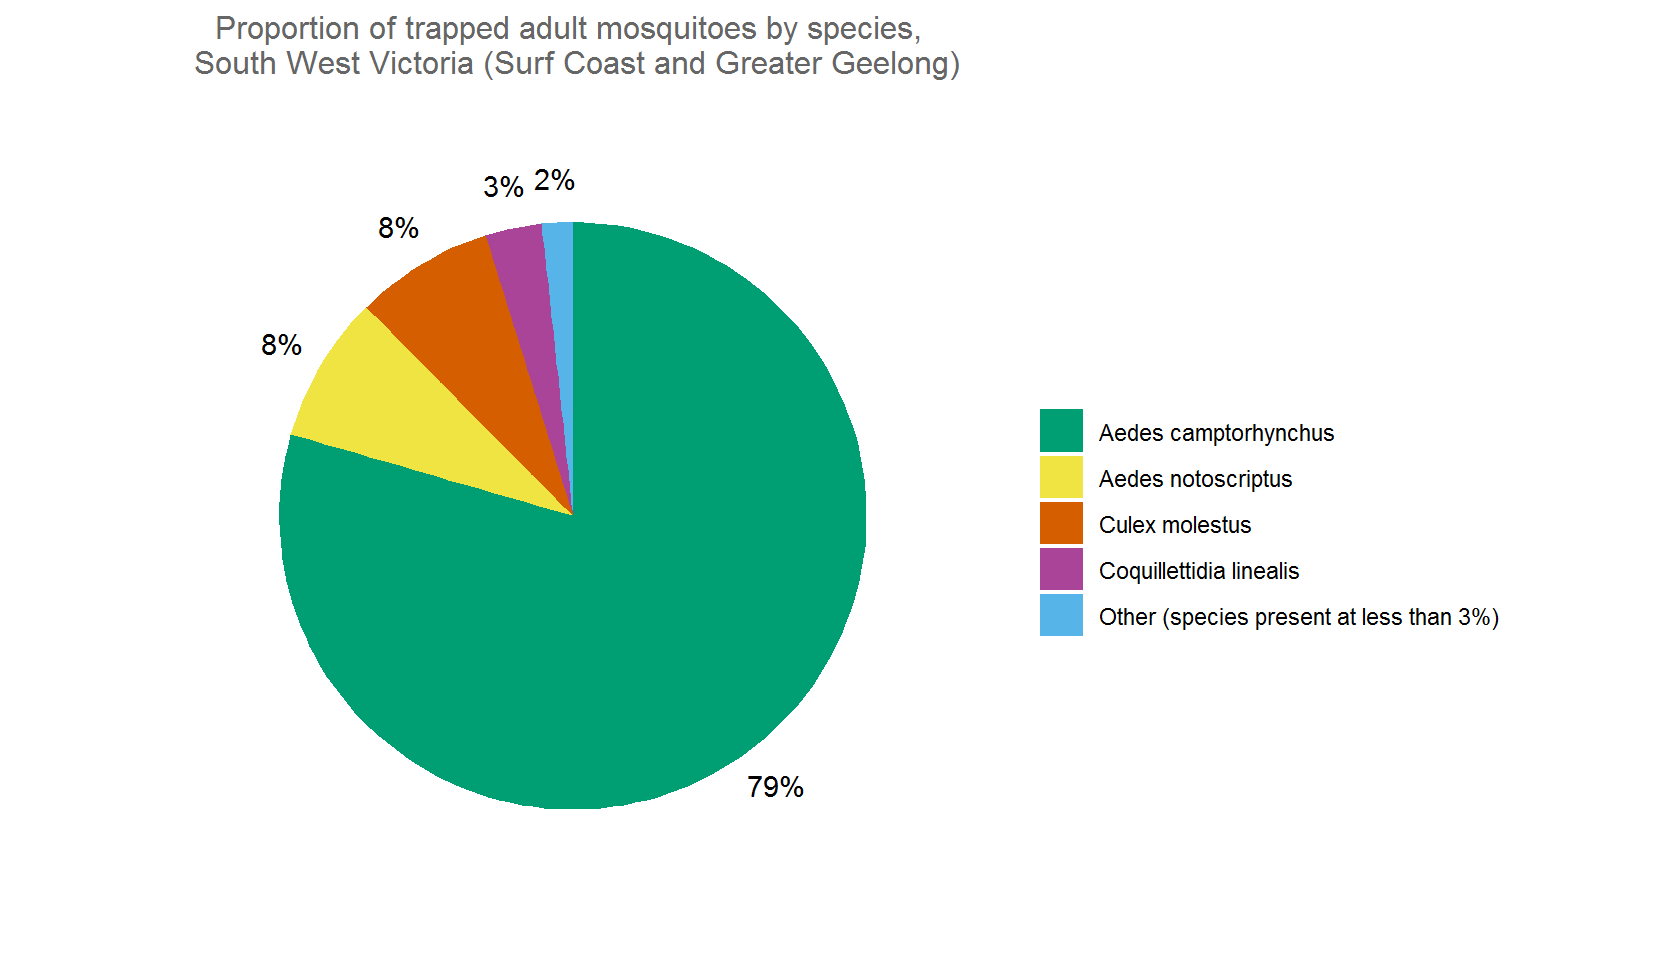 Proportion of trapped adult mosquitoes by species,
South West Victoria (Surf Coast and Greater Geelong)
3% 2%
8%
8%
79%
Aedes camptorhynchus
Aedes notoscriptus
Culex molestus
Coquillettidia linealis
Other (species present at less than 3%)